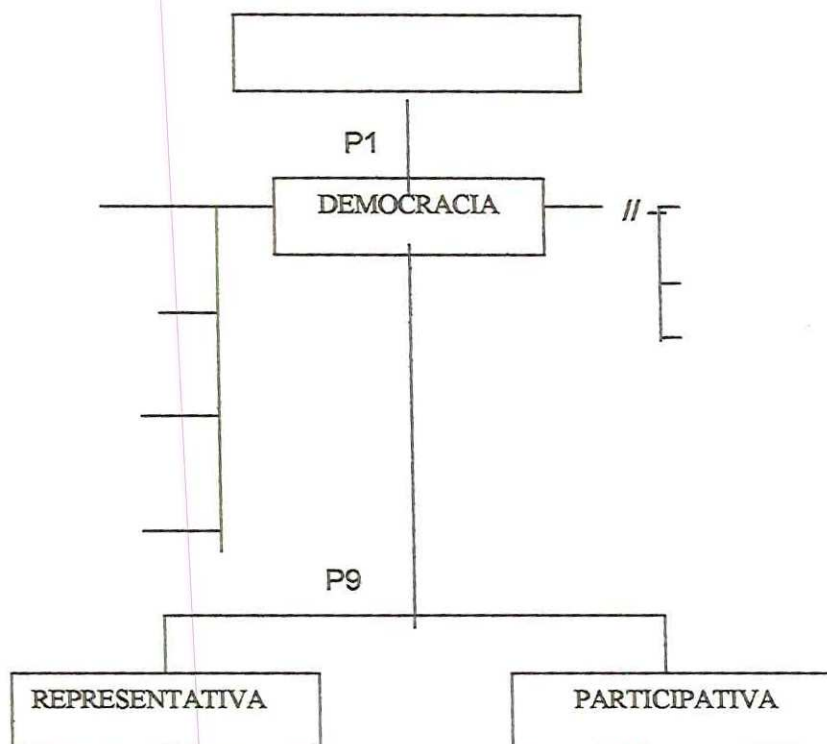 P1
DEMOCRACIA
//
P9
REPRESENTATIVA
PARTICIPATIVA